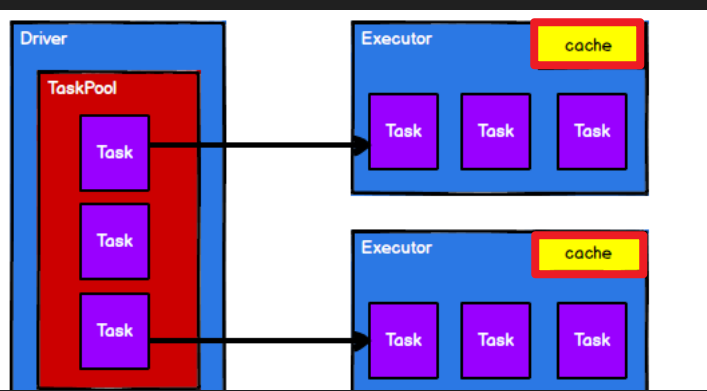 Driver
TaskPool
Task
Task
Task
Executor
cache
Task
Task
Task
Executor
cache
Task
Task
Task